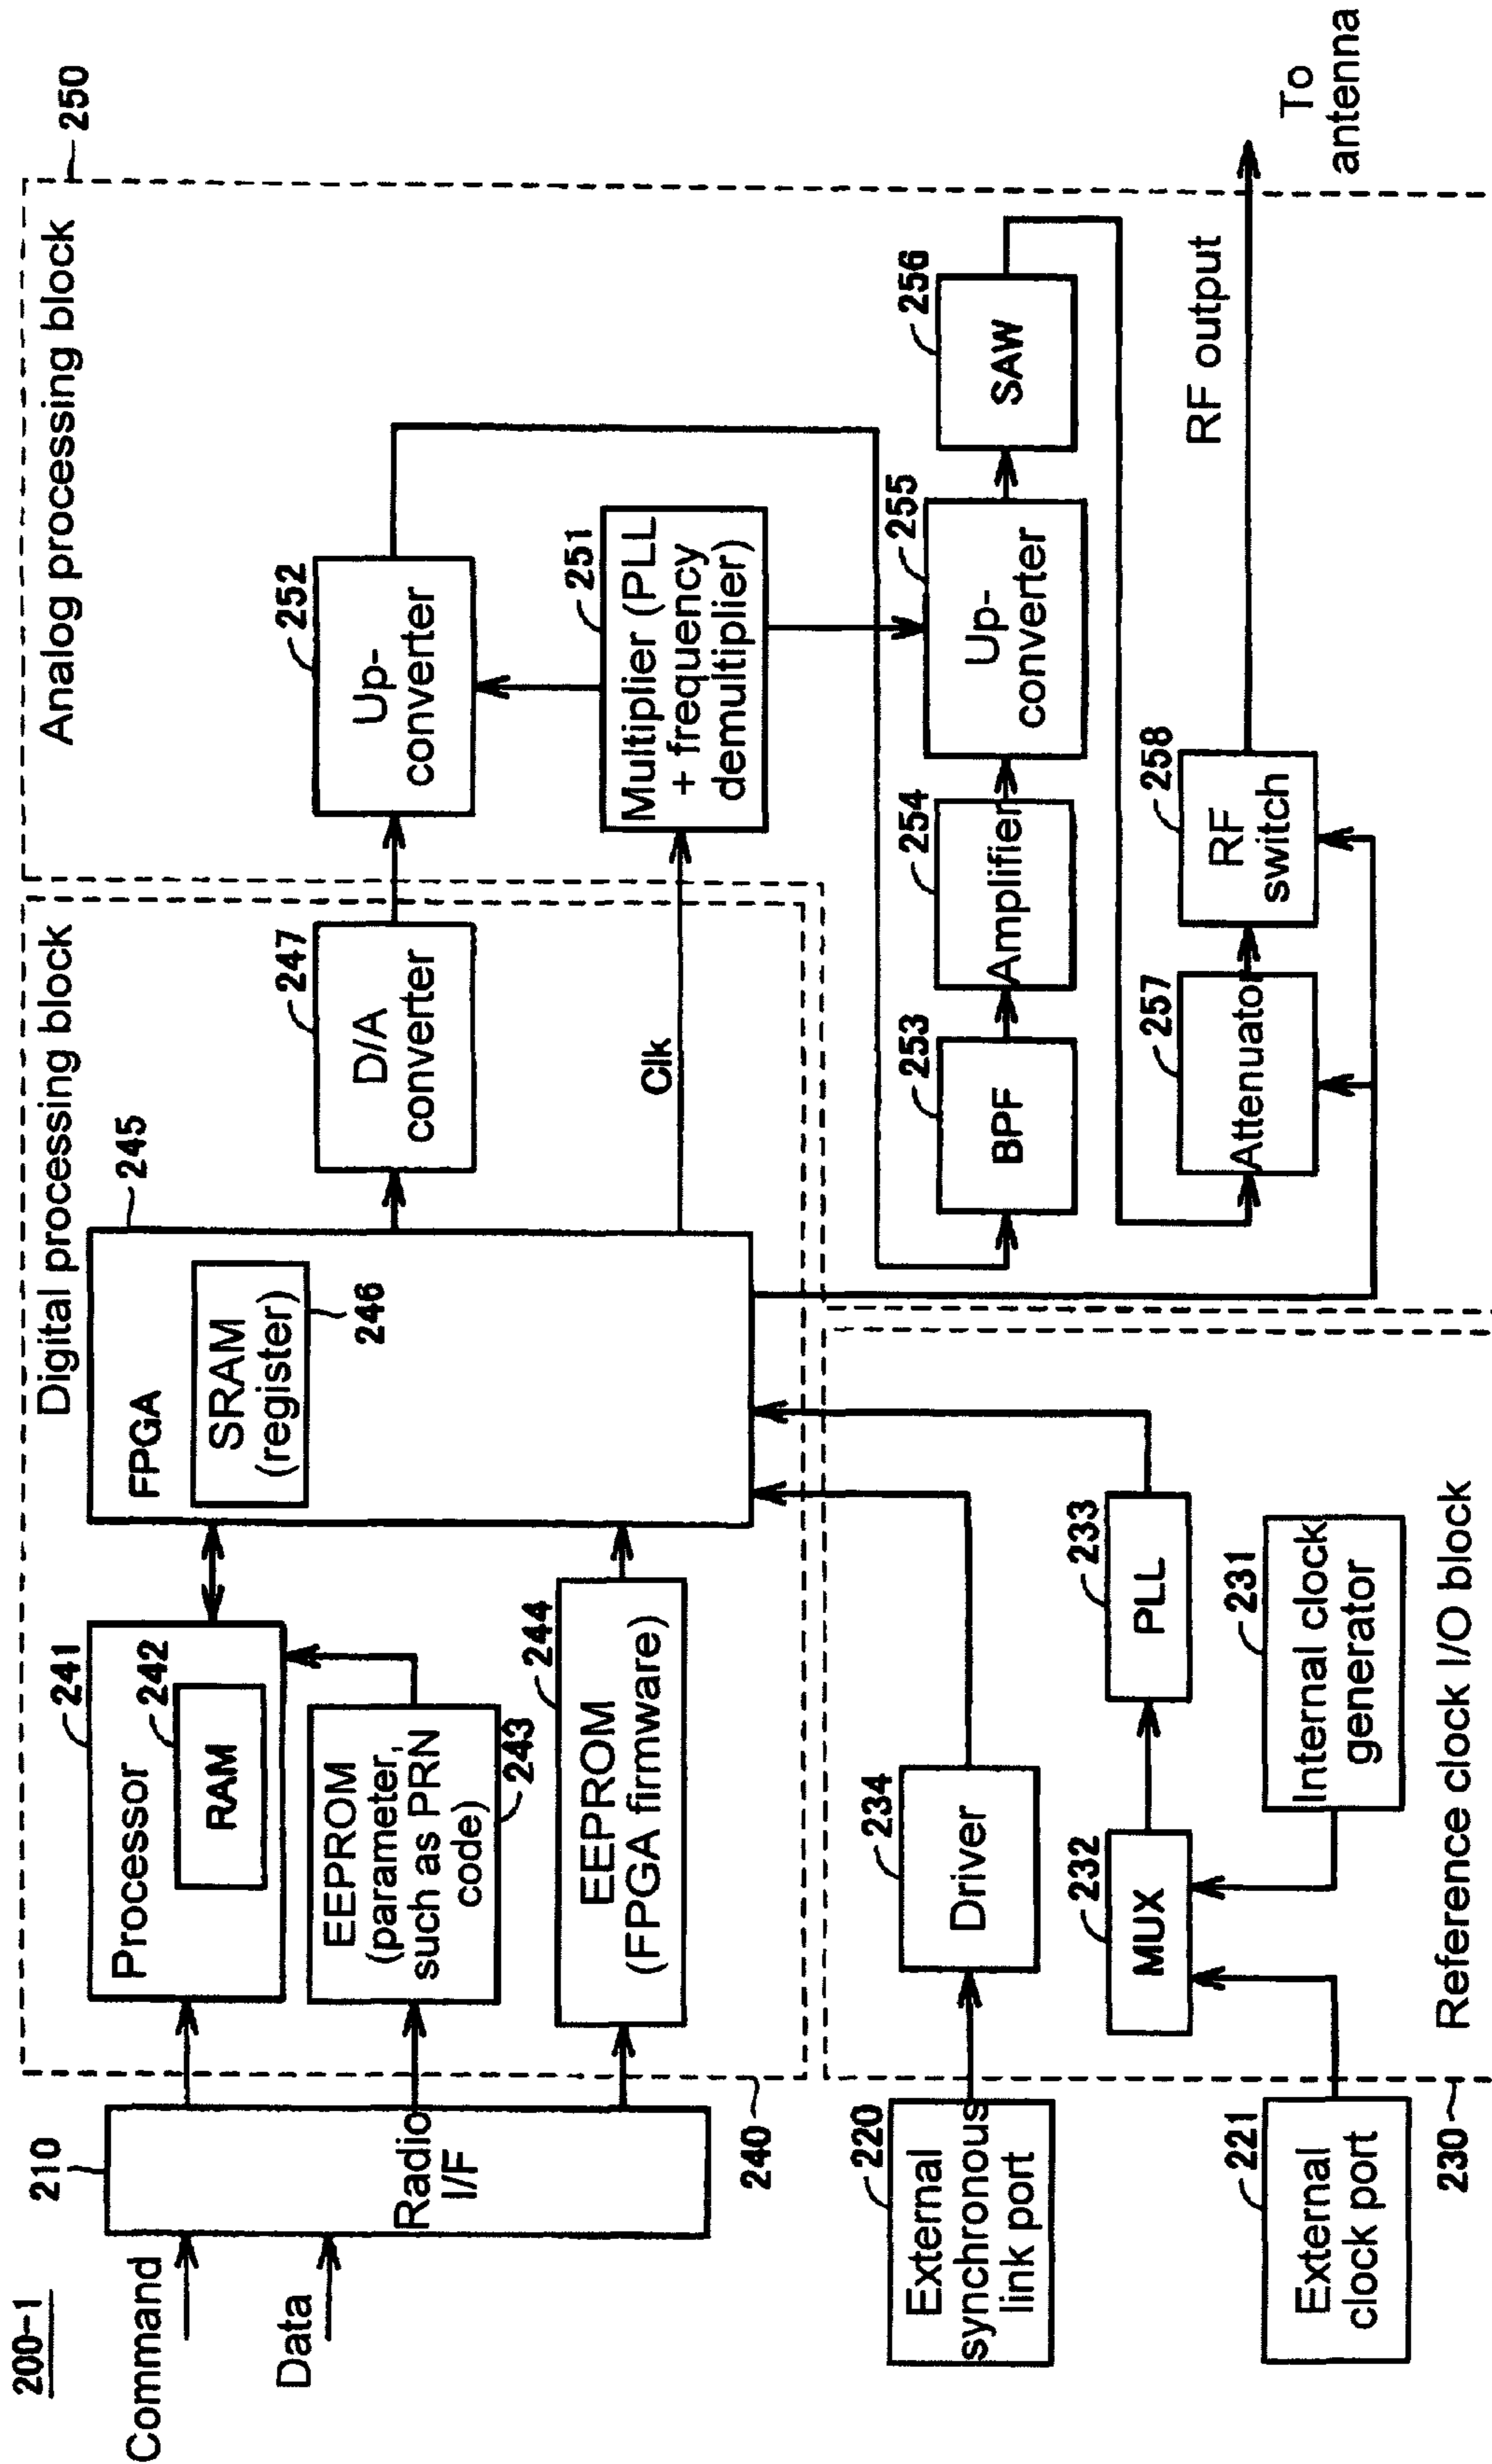 200-1
Command
Data
210
Radio
I/F
240
Digital processing block
241
Processor
242
RAM
EEPROM
(parameter,
such as PRN
code)
243
244
EEPROM
(FPGA firmware)
245
FPGA
SRAM
(register)
246
247
D/A
converter
Clk
250
Analog processing block
252
Up-
converter
251
Multiplier (PLL
+ frequency
demultiplier)
253
BPF
254
Amplifier
255
Up-
converter
256
SAW
257
Attenuator
258
RF
switch
RF output
To
antenna
220
External
synchronous
link port
221
External
clock port
230
234
Driver
232
MUX
233
PLL
231
Internal clock
generator
Reference clock I/O block